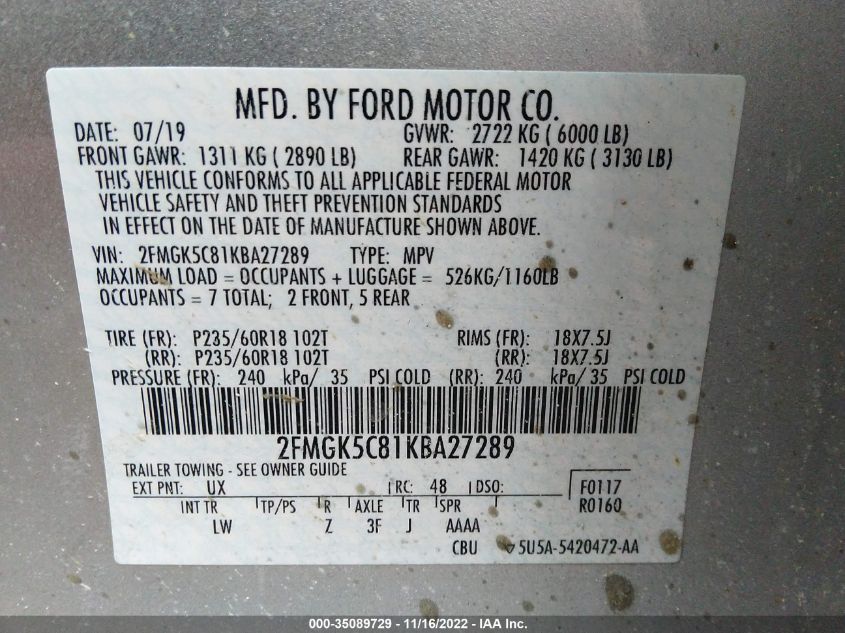 MFD. BY FORD MOTOR CO.
DATE: 07/19 GVWR: 2722 KG ( 6000 LB)
FRONT GAWR: 1311 KG ( 2890 LB) REAR GAWR: 1420 KG ( 3130 LB)
THIS VEHICLE CONFORMS TO ALL APPLICABLE FEDERAL MOTOR
VEHICLE SAFETY AND THEFT PREVENTION STANDARDS
IN EFFECT ON THE DATE OF MANUFACTURE SHOWN ABOVE.
VIN: 2FMGK5C81KBA27289 TYPE: MPV
MAXIMUM LOAD = OCCUPANTS + LUGGAGE = 526KG/1160LB
OCCUPANTS = 7 TOTAL; 2 FRONT, 5 REAR
TIRE (FR): P235/60R18 102T RIMS (FR): 18X7.5J
(RR): P235/60R18 102T (RR): 18X7.5J
PRESSURE (FR): 240 kPa/ 35 PSI COLD (RR): 240 kPa/ 35 PSI COLD
2FMGK5C81KBA27289
TRAILER TOWING - SEE OWNER GUIDE
EXT PNT: UX RC: 48 DSO: F0117
INT TR TP/PS R AXLE TR SPR R0160
LW Z 3F J AAAA
CBU 5U5A-5420472-AA
000-35089729 - 11/16/2022 - IAA Inc.